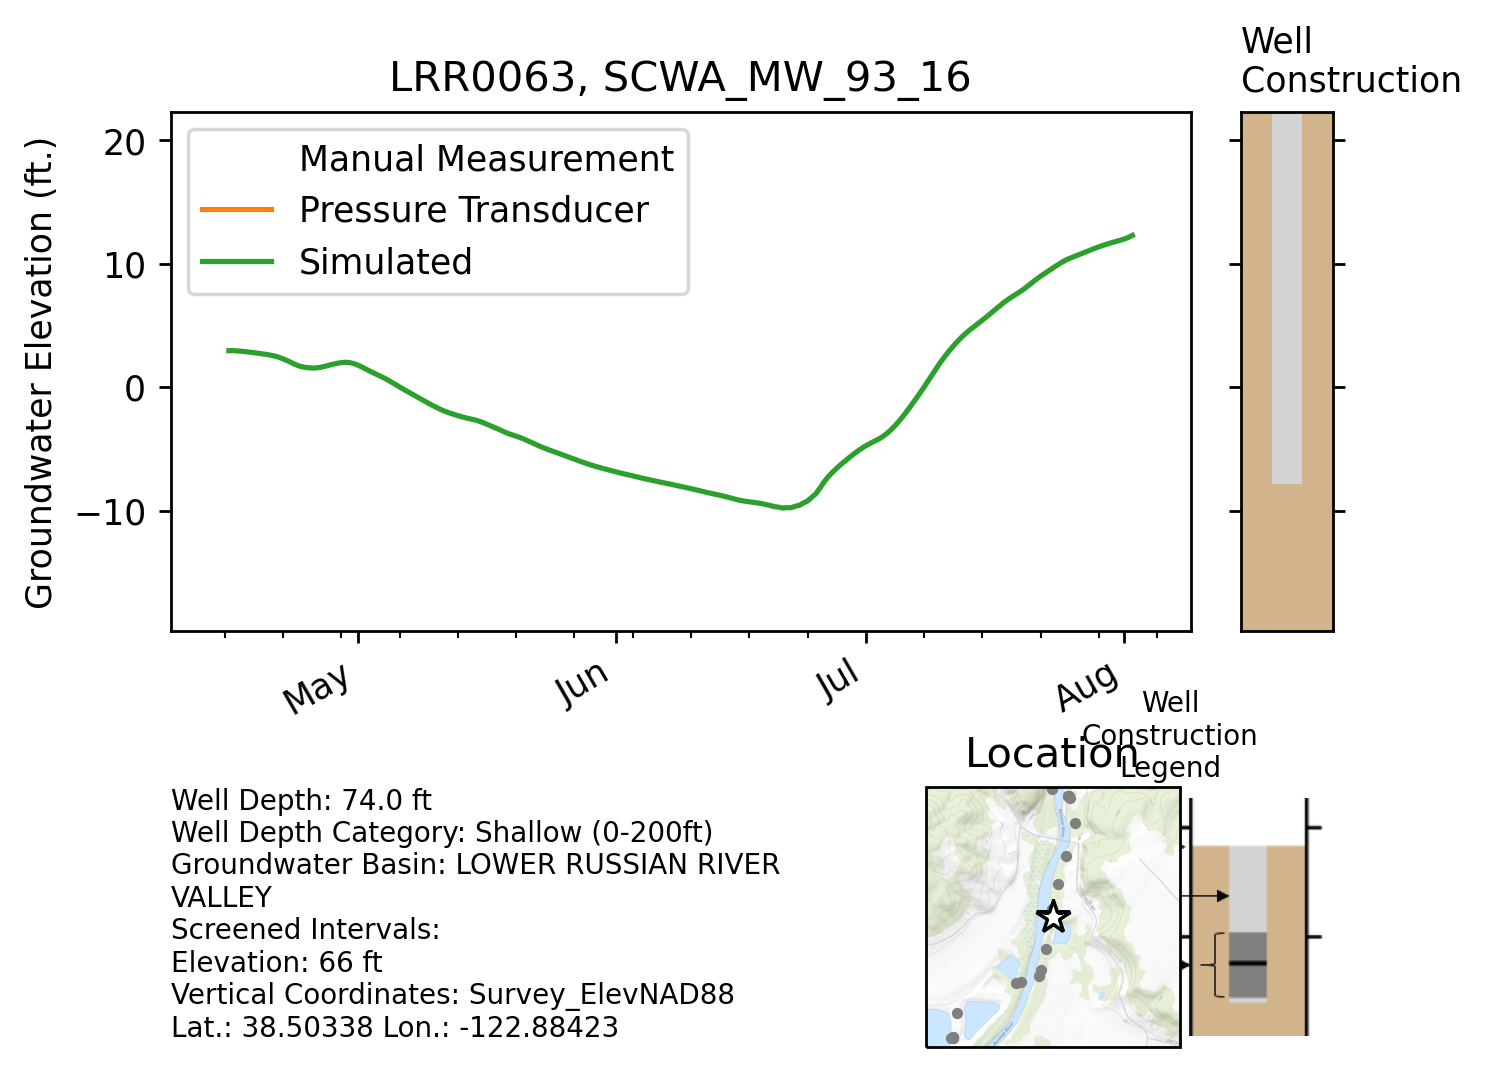 Well
Construction
LRR0063, SCWA_MW_93_16
Groundwater Elevation (ft.)
20
10
0
−10
Manual Measurement
Pressure Transducer
Simulated
May
Jun
Jul
Aug
Well
Construction
Legend
Location
Well Depth: 74.0 ft
Well Depth Category: Shallow (0-200ft)
Groundwater Basin: LOWER RUSSIAN RIVER
VALLEY
Screened Intervals:
Elevation: 66 ft
Vertical Coordinates: Survey_ElevNAD88
Lat.: 38.50338 Lon.: -122.88423